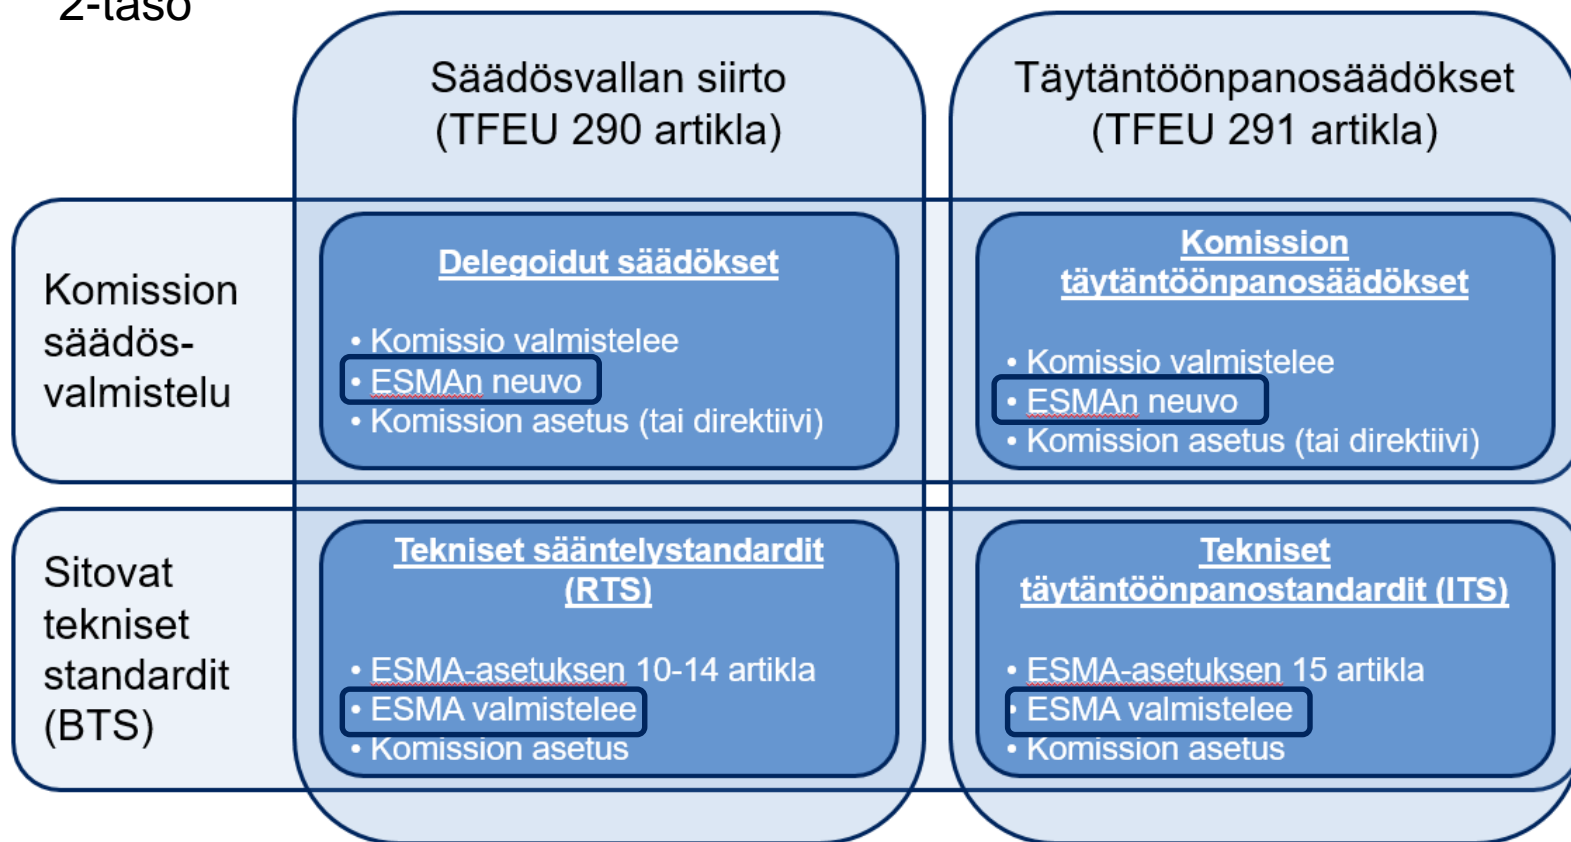 2-taso
Säädösvallan siirto
(TFEU 290 artikla)
Täytäntöönpanosäädökset
(TFEU 291 artikla)
Komission
säädös-
valmistelu
Delegoidut säädökset
• Komissio valmistelee
• ESMAn neuvo
• Komission asetus (tai direktiivi)
Komission
täytäntöönpanosäädökset
• Komissio valmistelee
• ESMAn neuvo
• Komission asetus (tai direktiivi)
Sitovat
tekniset
standardit
(BTS)
Tekniset sääntelystandardit
(RTS)
• ESMA-asetuksen 10-14 artikla
• ESMA valmistelee
• Komission asetus
Tekniset
täytäntöönpanostandardit (ITS)
• ESMA-asetuksen 15 artikla
• ESMA valmistelee
• Komission asetus